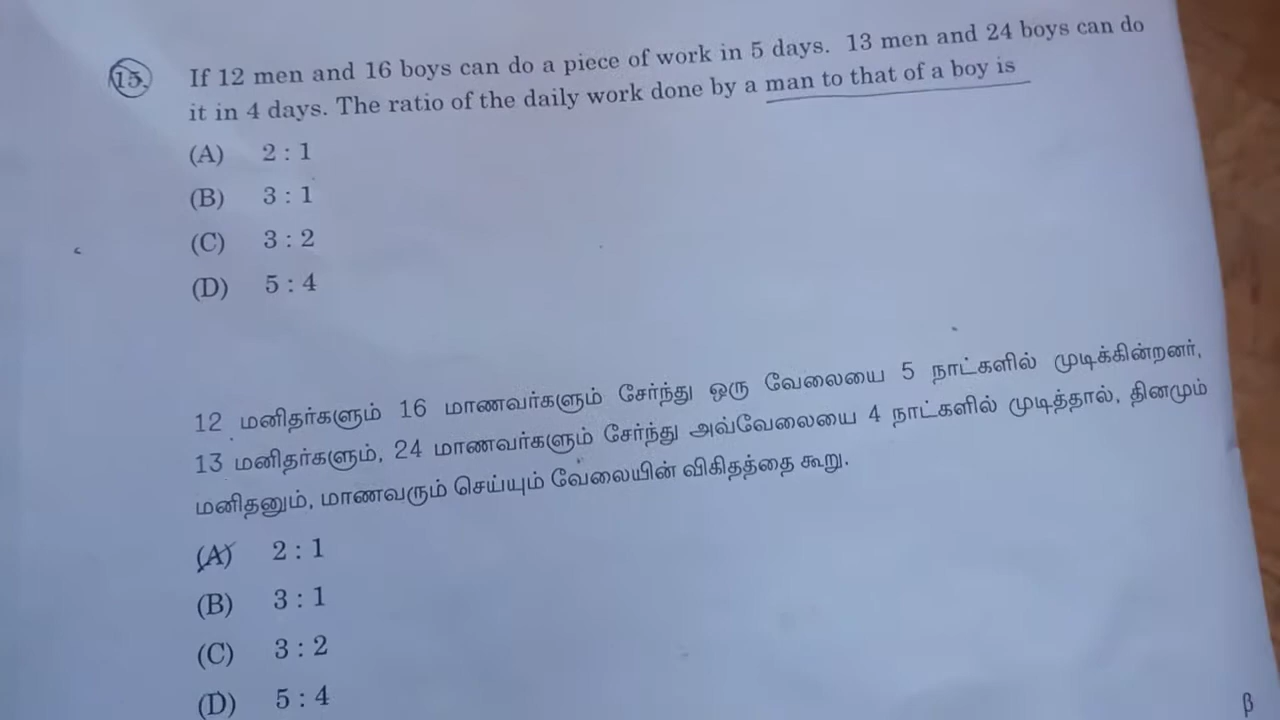 15. If 12 men and 16 boys can do a piece of work in 5 days. 13 men and 24 boys can do
it in 4 days. The ratio of the daily work done by a man to that of a boy is
(A) 2 : 1
(B) 3 : 1
(C) 3 : 2
(D) 5 : 4
12 மனிதர்களும் 16 மாணவர்களும் சேர்ந்து ஒரு வேலையை 5 நாட்களில் முடிக்கின்றனர்,
13 மனிதர்களும், 24 மாணவர்களும் சேர்ந்து அவ்வேலையை 4 நாட்களில் முடித்தால், தினமும்
மனிதனும், மாணவரும் செய்யும் வேலையின் விகிதத்தை கூறு.
(A) 2 : 1
(B) 3 : 1
(C) 3 : 2
(D) 5 : 4
β